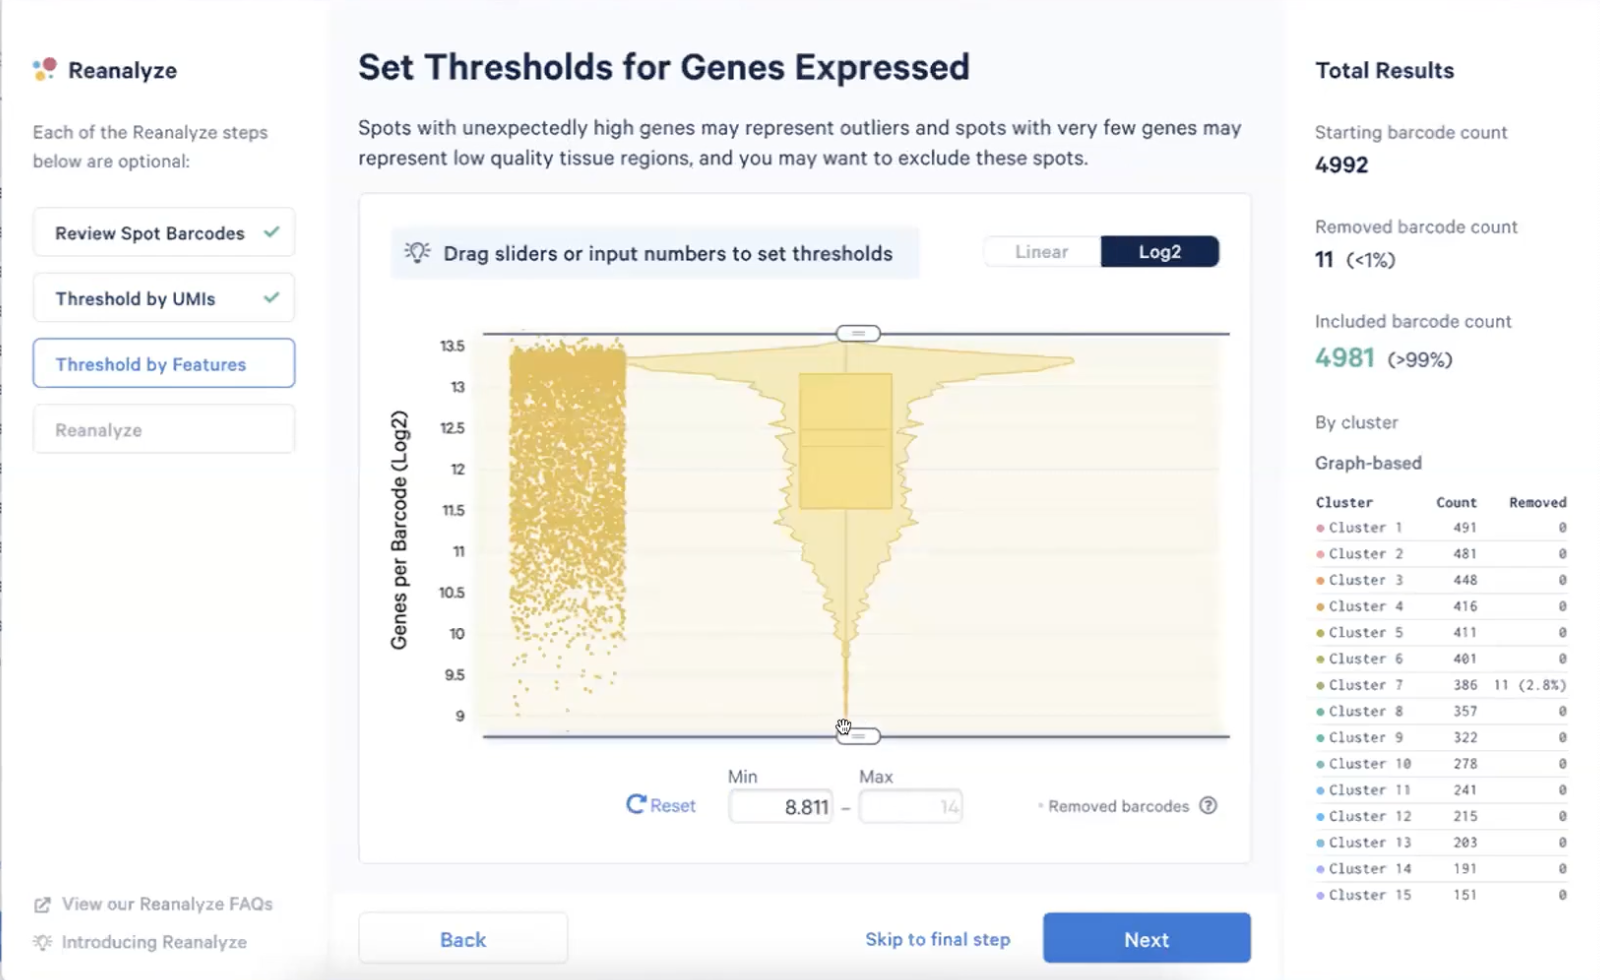 Reanalyze
Each of the Reanalyze steps
below are optional:
Review Spot Barcodes
Threshold by UMIs
Threshold by Features
Reanalyze
View our Reanalyze FAQs
Introducing Reanalyze
Set Thresholds for Genes Expressed
Spots with unexpectedly high genes may represent outliers and spots with very few genes may
represent low quality tissue regions, and you may want to exclude these spots.
Drag sliders or input numbers to set thresholds
Linear
Log2
Genes per Barcode (Log2)
13.5
13
12.5
12
11.5
11
10.5
10
9.5
9
Min
Max
Reset
8.811 – 14
Removed barcodes ?
Back
Skip to final step
Next
Total Results
Starting barcode count
4992
Removed barcode count
11 (<1%)
Included barcode count
4981 (>99%)
By cluster
Graph-based
Cluster Count Removed
Cluster 1 491 0
Cluster 2 481 0
Cluster 3 448 0
Cluster 4 416 0
Cluster 5 411 0
Cluster 6 401 0
Cluster 7 386 11 (2.8%)
Cluster 8 357 0
Cluster 9 322 0
Cluster 10 278 0
Cluster 11 241 0
Cluster 12 215 0
Cluster 13 203 0
Cluster 14 191 0
Cluster 15 151 0